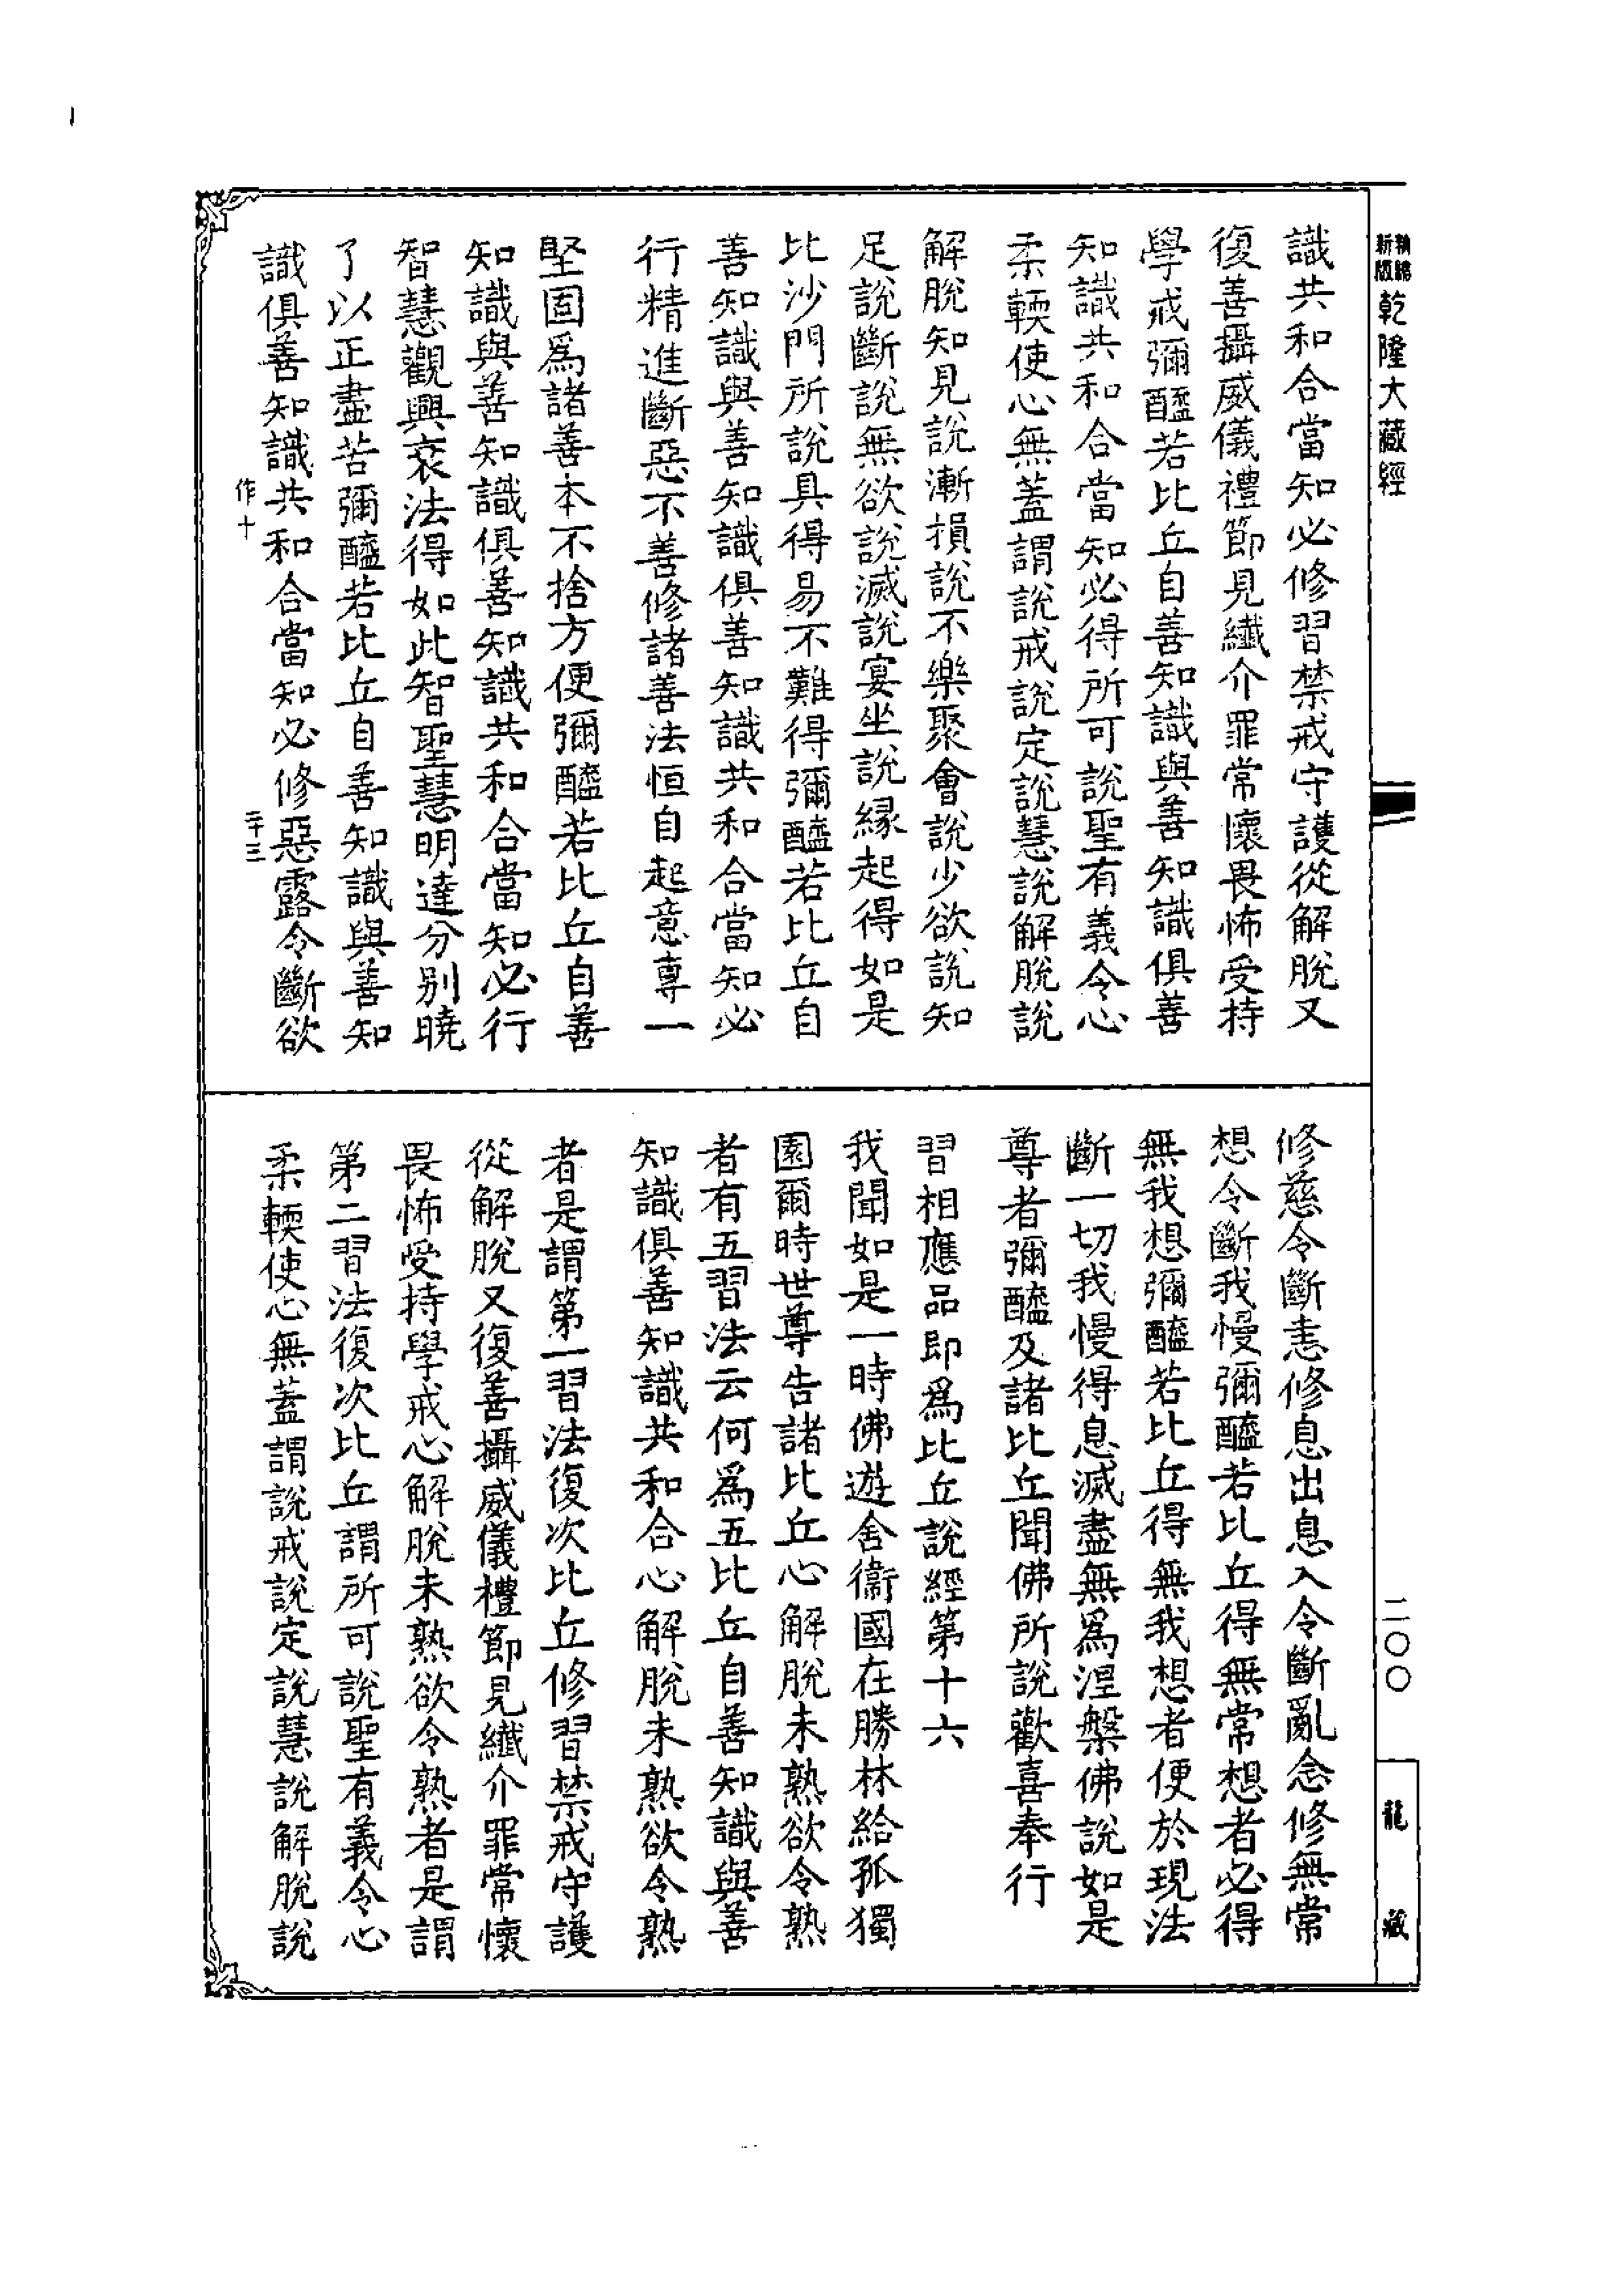 新版
精縮
乾隆大藏經
識共和合當知必修習禁戒守護從解脫又
復善攝威儀禮節見纖介罪常懷畏怖受持
學戒彌醯若比丘自善知識與善知識俱善
知識共和合當知必得所可說聖有義令心
柔輭使心無蓋謂說戒說定說慧說解脫說
解脫知見說漸損說不樂聚會說少欲說知
足說斷說無欲說滅說宴坐說緣起得如是
比沙門所說具得易不難得彌醯若比丘自
善知識與善知識俱善知識共和合當知必
行精進斷惡不善修諸善法恒自起意專一
堅固爲諸善本不捨方便彌醯若比丘自善
知識與善知識俱善知識共和合當知必行
智慧觀興衰法得如此智聖慧明達分別曉
了以正盡苦彌醯若比丘自善知識與善知
識俱善知識共和合當知必修惡露令斷欲
作十
二十三
修慈令斷恚修息出息入令斷亂念修無常
想令斷我慢彌醯若比丘得無常想者必得
無我想彌醯若比丘得無我想者便於現法
斷一切我慢得息滅盡無爲涅槃佛說如是
尊者彌醯及諸比丘聞佛所說歡喜奉行
習相應品即爲比丘說經第十六
我聞如是一時佛遊舍衞國在勝林給孤獨
園爾時世尊告諸比丘心解脫未熟欲令熟
者有五習法云何爲五比丘自善知識與善
知識俱善知識共和合心解脫未熟欲令熟
者是謂第一習法復次比丘修習禁戒守護
從解脫又復善攝威儀禮節見纖介罪常懷
畏怖受持學戒心解脫未熟欲令熟者是謂
第二習法復次比丘謂所可說聖有義令心
柔輭使心無蓋謂說戒說定說慧說解脫說
二〇〇
龍藏